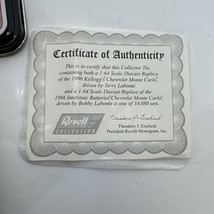 Certificate of Authenticity
This is to certify that this Collector Tin,
containing both a 1:64 Scale Diecast Replica
of the 1996 Kellogg's Chevrolet Monte Carlo,
driven by Terry Labonte
and a 1:64 Scale Diecast Replica of the
1996 Interstate Batteries Chevrolet Monte Carlo,
driven by Bobby Labonte is one of 10,080 sets.
Revell
COLLECTION
Theodore J. Eischeid
President Revell-Monogram, Inc.